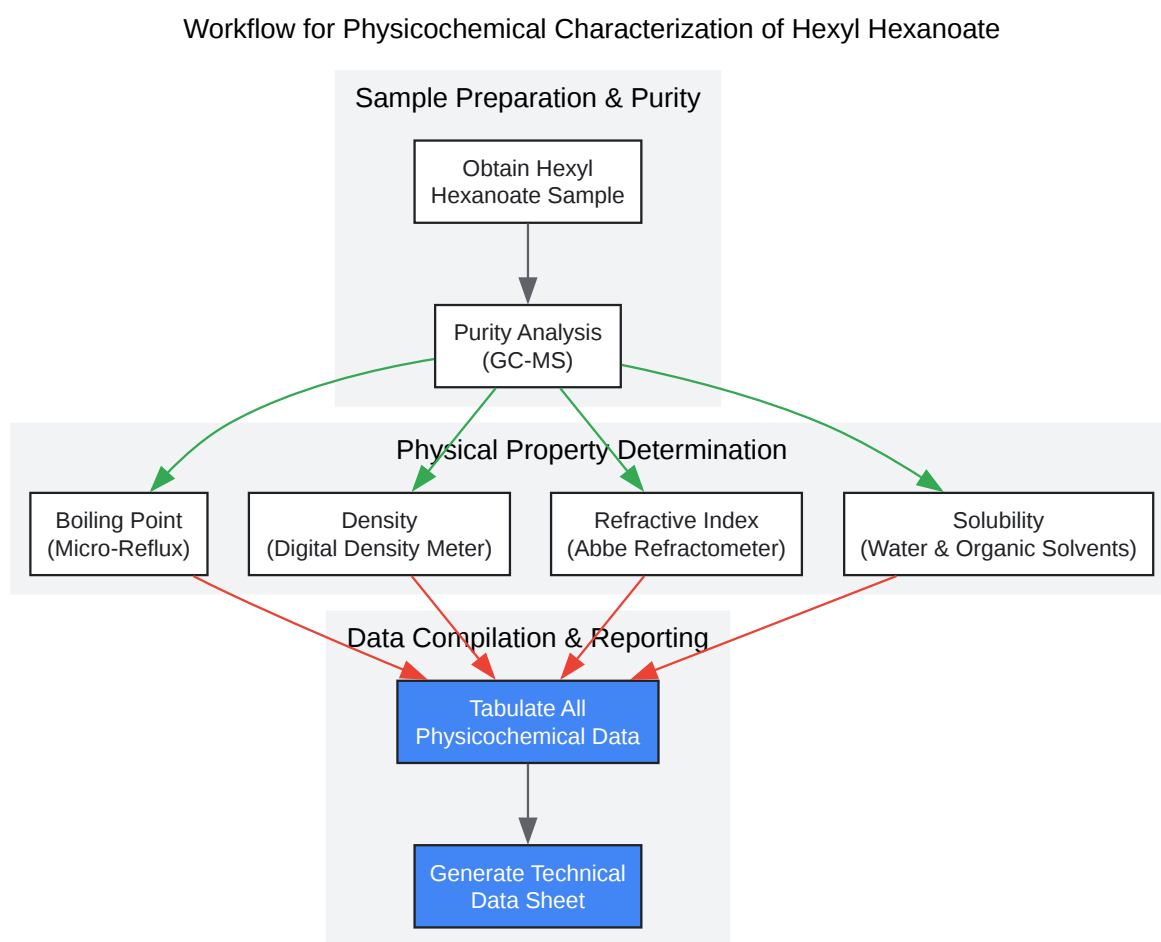 Workflow for Physicochemical Characterization of Hexyl Hexanoate
Sample Preparation & Purity
Obtain Hexyl
Hexanoate Sample
Purity Analysis
(GC-MS)
Physical Property Determination
Boiling Point
(Micro-Reflux)
Density
(Digital Density Meter)
Refractive Index
(Abbe Refractometer)
Solubility
(Water & Organic Solvents)
Data Compilation & Reporting
Tabulate All
Physicochemical Data
Generate Technical
Data Sheet